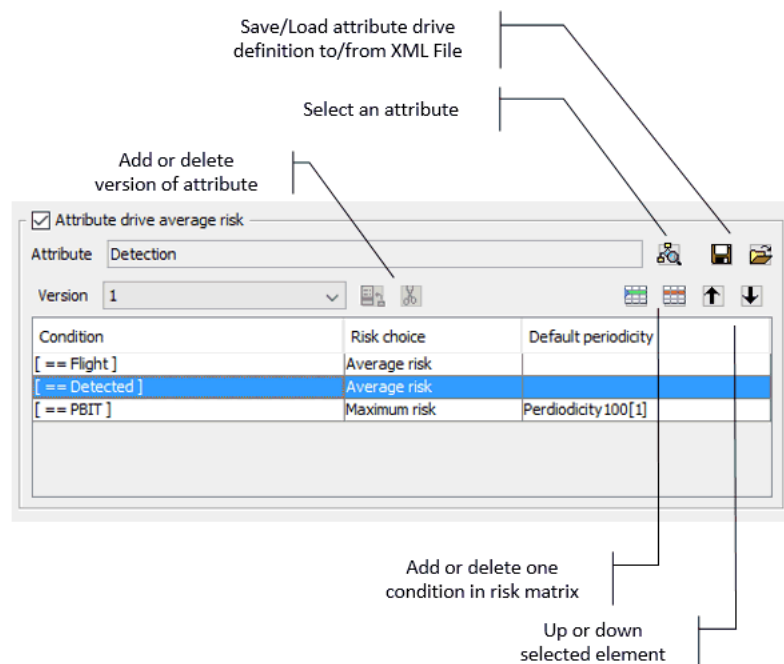 Save/Load attribute drive
definition to/from XML File
Select an attribute
Add or delete
version of attribute
Attribute drive average risk
Attribute Detection
Version 1
Condition Risk choice Default periodicity
[ == Flight ] Average risk
[ == Detected ] Average risk
[ == PBIT ] Maximum risk Perdiodicity100[1]
Add or delete one
condition in risk matrix
Up or down
selected element